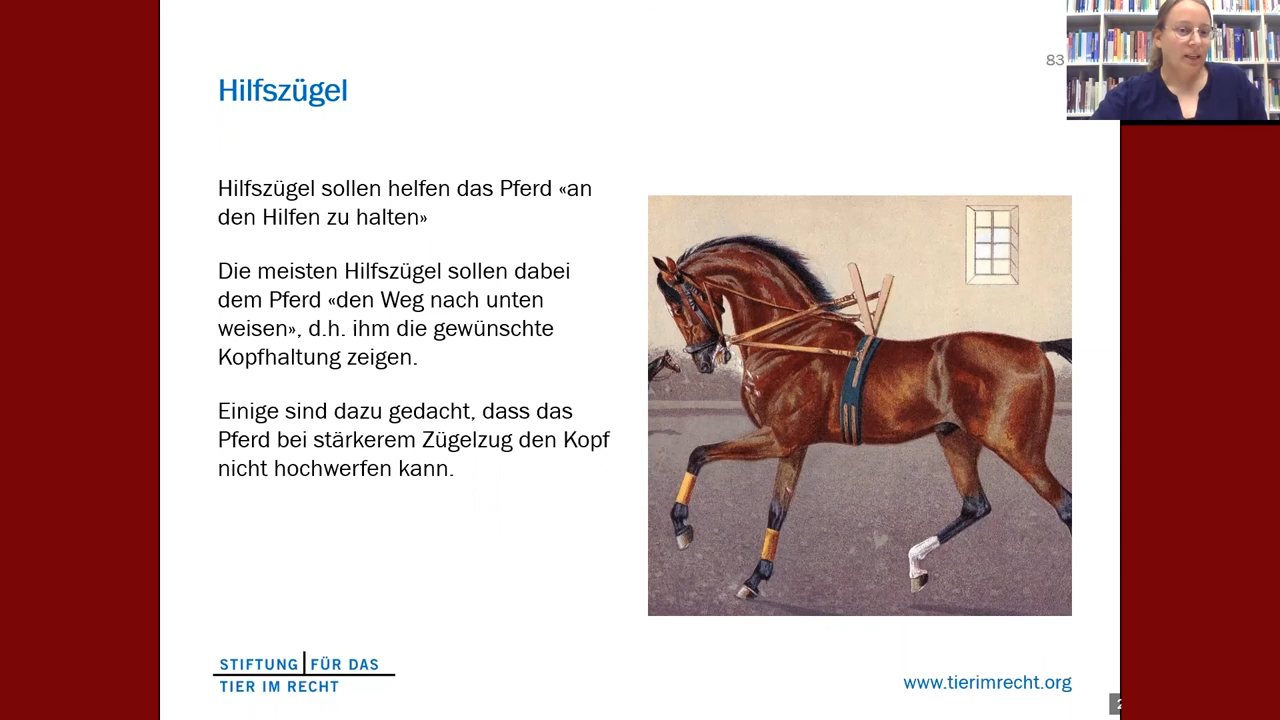 83
Hilfszügel
Hilfszügel sollen helfen das Pferd «an
den Hilfen zu halten»
Die meisten Hilfszügel sollen dabei
dem Pferd «den Weg nach unten
weisen», d.h. ihm die gewünschte
Kopfhaltung zeigen.
Einige sind dazu gedacht, dass das
Pferd bei stärkerem Zügelzug den Kopf
nicht hochwerfen kann.
STIFTUNG FÜR DAS
TIER IM RECHT
www.tierimrecht.org